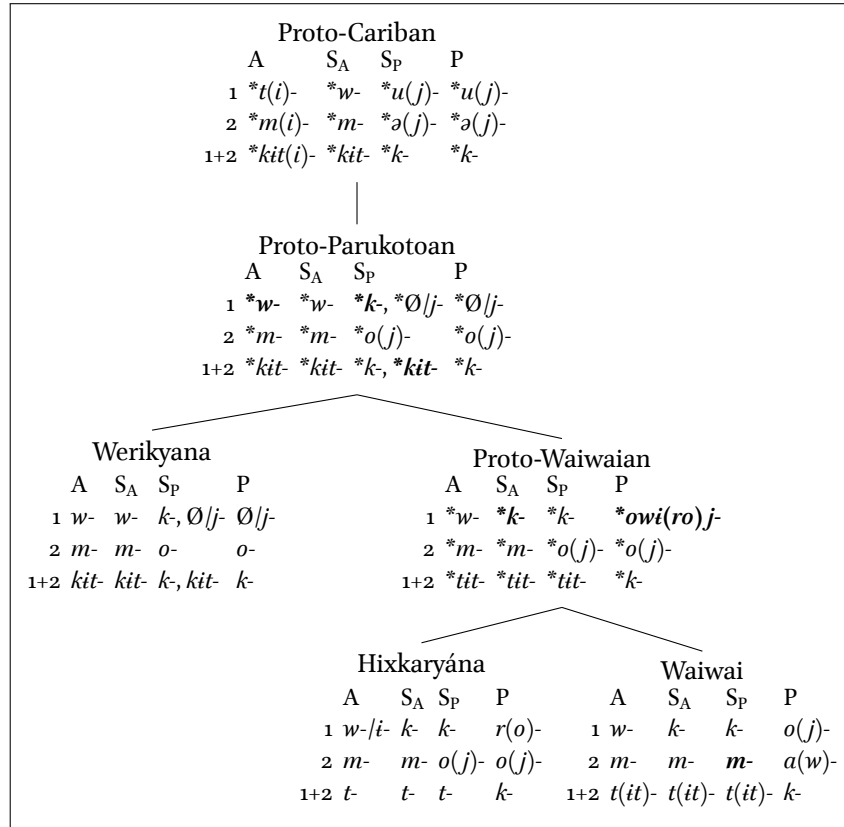 Proto-Cariban
A S_A S_P P
1 *t(i)- *w- *u(j)- *u(j)-
2 *m(i)- *m- *ə(j)- *ə(j)-
1+2 *kɨt(i)- *kɨt- *k- *k-
Proto-Parukotoan
A S_A S_P P
1 *w- *w- *k-, *Ø/j- *Ø/j-
2 *m- *m- *o(j)- *o(j)-
1+2 *kɨt- *kɨt- *k-, *kɨt- *k-
Werikyana
A S_A S_P P
1 w- w- k-, Ø/j- Ø/j-
2 m- m- o- o-
1+2 kɨt- kɨt- k-, kɨt- k-
Proto-Waiwaian
A S_A S_P P
1 *w- *k- *k- *owɨ(ro)j-
2 *m- *m- *o(j)- *o(j)-
1+2 *tɨt- *tɨt- *tɨt- *k-
Hixkaryána
A S_A S_P P
1 w-/ɨ- k- k- r(o)-
2 m- m- o(j)- o(j)-
1+2 t- t- t- k-
Waiwai
A S_A S_P P
1 w- k- k- o(j)-
2 m- m- m- a(w)-
1+2 t(ɨt)- t(ɨt)- t(ɨt)- k-